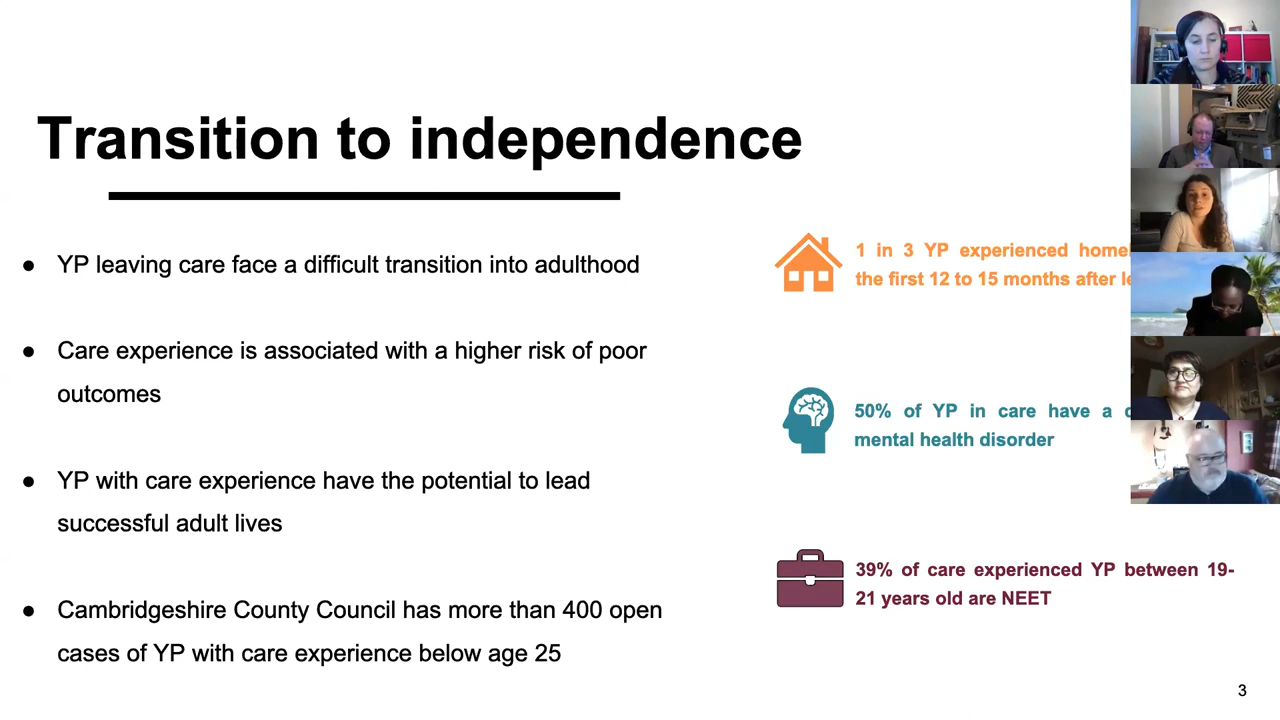 Transition to independence
● YP leaving care face a difficult transition into adulthood
● Care experience is associated with a higher risk of poor
outcomes
● YP with care experience have the potential to lead
successful adult lives
● Cambridgeshire County Council has more than 400 open
cases of YP with care experience below age 25
1 in 3 YP experienced
the first 12 to 15 months after
50% of YP in care have a
mental health disorder
39% of care experienced YP between 19-
21 years old are NEET
3